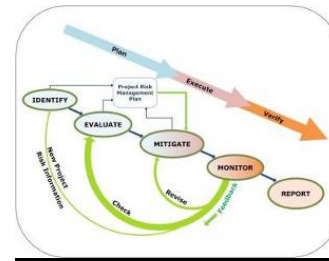 Plan
Execute
Verify
Project Risk
Management
Plan
IDENTIFY
EVALUATE
MITIGATE
MONITOR
REPORT
New Project
Risk Information
Check
Revise
Feedback